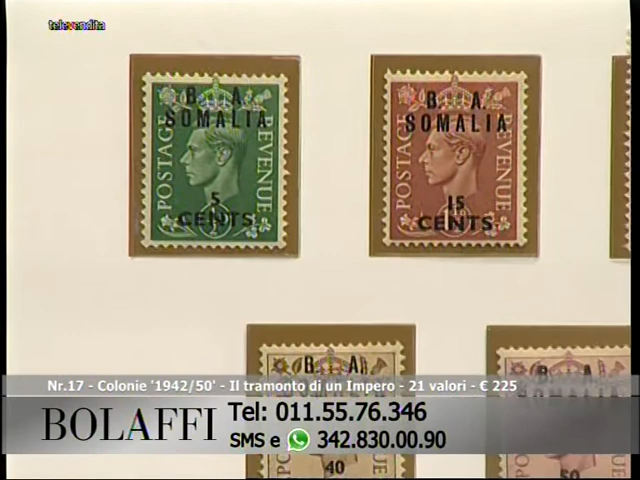 televendita
B. A.
SOMALIA
POSTAGE
REVENUE
5
CENTS
B. A.
SOMALIA
POSTAGE
REVENUE
15
CENTS
B. A.
B. A.
Nr.17 - Colonie '1942/50' - Il tramonto di un Impero - 21 valori - € 225
BOLAFFI
Tel: 011.55.76.346
SMS e 342.830.00.90
40
50